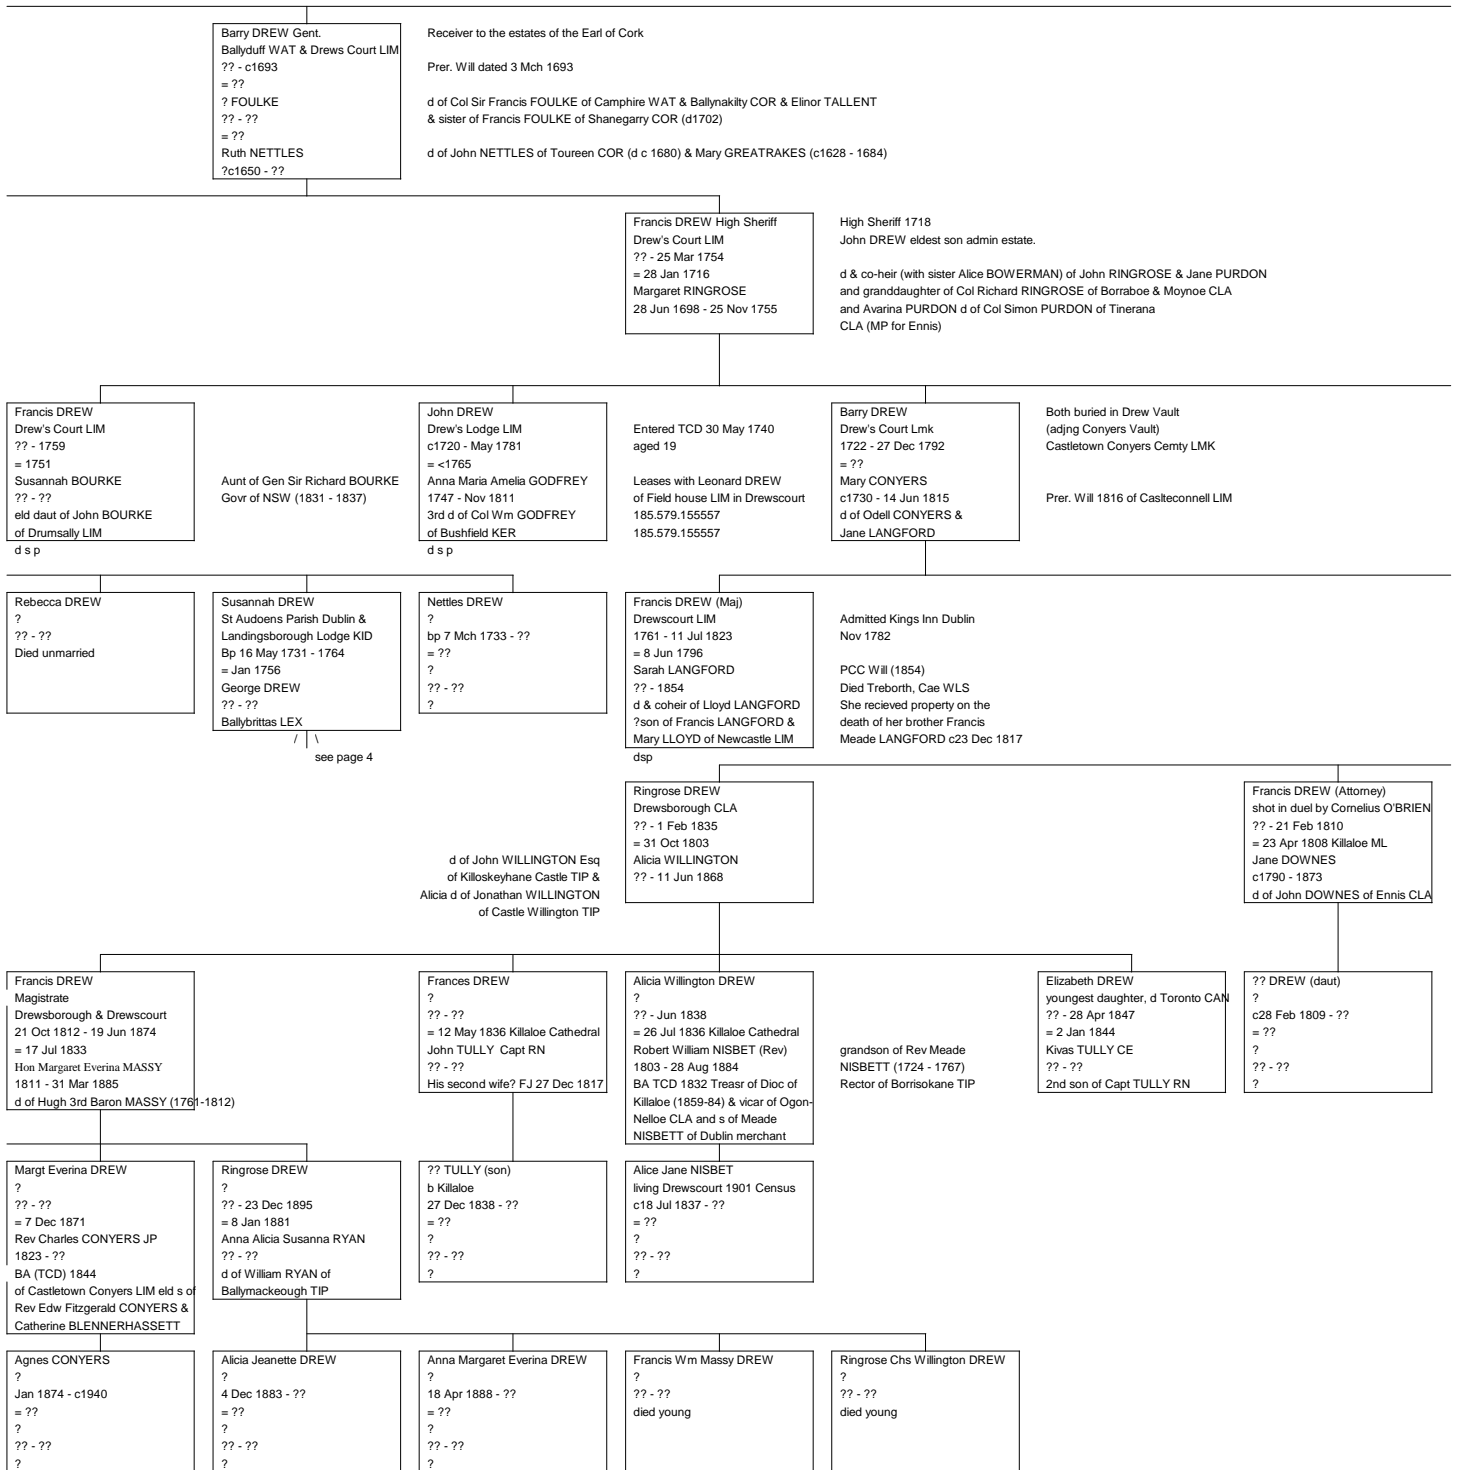 Barry DREW Gent.
Ballyduff WAT & Drews Court LIM
?? - c1693
= ??
? FOULKE
?? - ??
= ??
Ruth NETTLES
?c1650 - ??
Receiver to the estates of the Earl of Cork
Prer. Will dated 3 Mch 1693
d of Col Sir Francis FOULKE of Camphire WAT & Ballynakilty COR & Elinor TALLENT
& sister of Francis FOULKE of Shanegarry COR (d1702)
d of John NETTLES of Toureen COR (d c 1680) & Mary GREATRAKES (c1628 - 1684)
Francis DREW High Sheriff
Drew's Court LIM
?? - 25 Mar 1754
= 28 Jan 1716
Margaret RINGROSE
28 Jun 1698 - 25 Nov 1755
High Sheriff 1718
John DREW eldest son admin estate.
d & co-heir (with sister Alice BOWERMAN) of John RINGROSE & Jane PURDON
and granddaughter of Col Richard RINGROSE of Borraboe & Moynoe CLA
and Avarina PURDON d of Col Simon PURDON of Tinerana
CLA (MP for Ennis)
Francis DREW
Drew's Court LIM
?? - 1759
= 1751
Susannah BOURKE
?? - ??
eld daut of John BOURKE
of Drumsally LIM
d s p
Aunt of Gen Sir Richard BOURKE
Govr of NSW (1831 - 1837)
John DREW
Drew's Lodge LIM
c1720 - May 1781
= <1765
Anna Maria Amelia GODFREY
1747 - Nov 1811
3rd d of Col Wm GODFREY
of Bushfield KER
d s p
Entered TCD 30 May 1740
aged 19
Leases with Leonard DREW
of Field house LIM in Drewscourt
185.579.155557
185.579.155557
Barry DREW
Drew's Court Lmk
1722 - 27 Dec 1792
= ??
Mary CONYERS
c1730 - 14 Jun 1815
d of Odell CONYERS &
Jane LANGFORD
Both buried in Drew Vault
(adjng Conyers Vault)
Castletown Conyers Cemty LMK
Prer. Will 1816 of Caslteconnell LIM
Rebecca DREW
?
?? - ??
Died unmarried
Susannah DREW
St Audoens Parish Dublin &
Landingsborough Lodge KID
Bp 16 May 1731 - 1764
= Jan 1756
George DREW
?? - ??
Ballybrittas LEX
/ \
see page 4
Nettles DREW
?
bp 7 Mch 1733 - ??
= ??
?
?? - ??
?
Francis DREW (Maj)
Drewscourt LIM
1761 - 11 Jul 1823
= 8 Jun 1796
Sarah LANGFORD
?? - 1854
d & coheir of Lloyd LANGFORD
?son of Francis LANGFORD &
Mary LLOYD of Newcastle LIM
dsp
Admitted Kings Inn Dublin
Nov 1782
PCC Will (1854)
Died Treborth, Cae WLS
She recieved property on the
death of her brother Francis
Meade LANGFORD c23 Dec 1817
Ringrose DREW
Drewsborough CLA
?? - 1 Feb 1835
= 31 Oct 1803
Alicia WILLINGTON
?? - 11 Jun 1868
d of John WILLINGTON Esq
of Killoskeyhane Castle TIP &
Alicia d of Jonathan WILLINGTON
of Castle Willington TIP
Francis DREW (Attorney)
shot in duel by Cornelius O'BRIEN
?? - 21 Feb 1810
= 23 Apr 1808 Killaloe ML
Jane DOWNES
c1790 - 1873
d of John DOWNES of Ennis CLA
Francis DREW
Magistrate
Drewsborough & Drewscourt
21 Oct 1812 - 19 Jun 1874
= 17 Jul 1833
Hon Margaret Everina MASSY
1811 - 31 Mar 1885
d of Hugh 3rd Baron MASSY (1761-1812)
Frances DREW
?
?? - ??
= 12 May 1836 Killaloe Cathedral
John TULLY  Capt RN
?? - ??
His second wife? FJ 27 Dec 1817
Alicia Willington DREW
?
?? - Jun 1838
= 26 Jul 1836 Killaloe Cathedral
Robert William NISBET (Rev)
1803 - 28 Aug 1884
BA TCD 1832 Treasr of Dioc of
Killaloe (1859-84) & vicar of Ogon-
Nelloe CLA and s of Meade
NISBETT of Dublin merchant
grandson of Rev Meade
NISBETT (1724 - 1767)
Rector of Borrisokane TIP
Elizabeth DREW
youngest daughter, d Toronto CAN
?? - 28 Apr 1847
= 2 Jan 1844
Kivas TULLY CE
?? - ??
2nd son of Capt TULLY RN
?? DREW (daut)
?
c28 Feb 1809 - ??
= ??
?
?? - ??
?
Margt Everina DREW
?
?? - ??
= 7 Dec 1871
Rev Charles CONYERS JP
1823 - ??
BA (TCD) 1844
of Castletown Conyers LIM eld s of
Rev Edw Fitzgerald CONYERS &
Catherine BLENNERHASSETT
Ringrose DREW
?
?? - 23 Dec 1895
= 8 Jan 1881
Anna Alicia Susanna RYAN
?? - ??
d of William RYAN of
Ballymackeough TIP
?? TULLY (son)
b Killaloe
27 Dec 1838 - ??
= ??
?
?? - ??
?
Alice Jane NISBET
living Drewscourt 1901 Census
c18 Jul 1837 - ??
= ??
?
?? - ??
?
Agnes CONYERS
?
Jan 1874 - c1940
= ??
?
?? - ??
?
Alicia Jeanette DREW
?
4 Dec 1883 - ??
= ??
?
?? - ??
?
Anna Margaret Everina DREW
?
18 Apr 1888 - ??
= ??
?
?? - ??
?
Francis Wm Massy DREW
?
?? - ??
died young
Ringrose Chs Willington DREW
?
?? - ??
died young